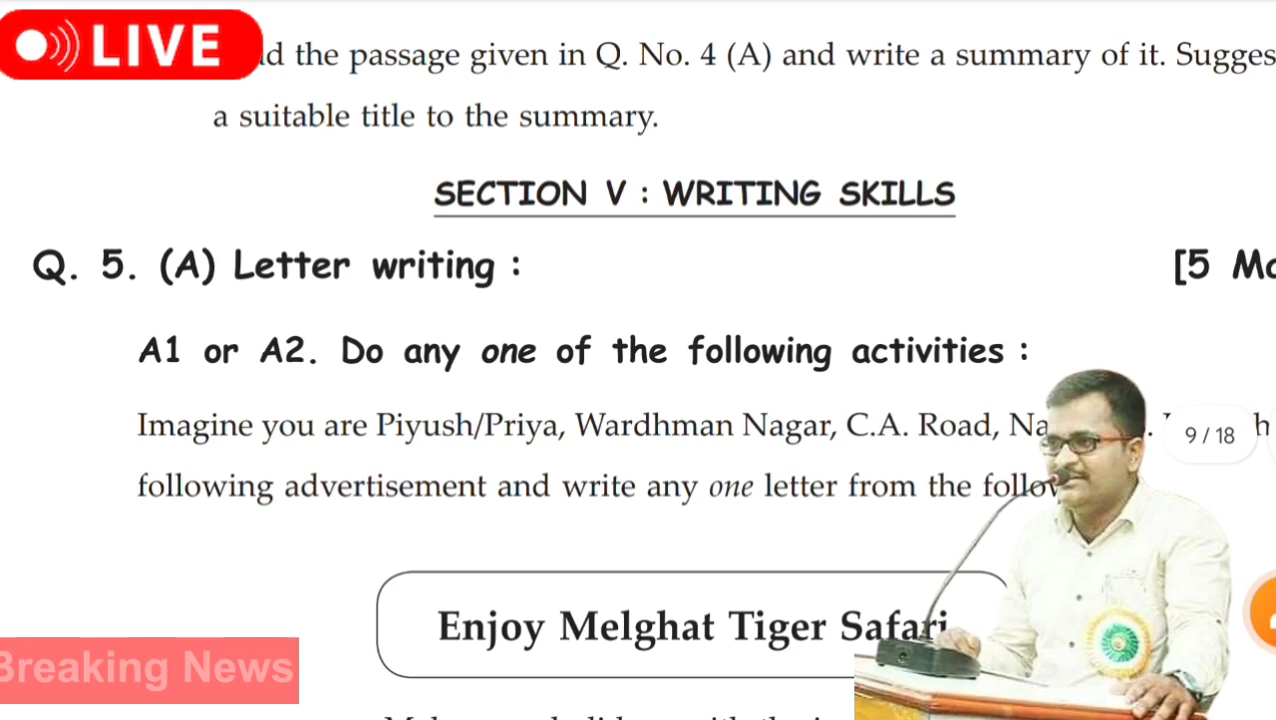 LIVE
the passage given in Q. No. 4 (A) and write a summary of it. Sugges
a suitable title to the summary.
SECTION V : WRITING SKILLS
Q. 5. (A) Letter writing :
[5 
A1 or A2. Do any one of the following activities :
Imagine you are Piyush/Priya, Wardhman Nagar, C.A. Road,
9 / 18
following advertisement and write any one letter from the
Enjoy Melghat Tiger Safari
Breaking News